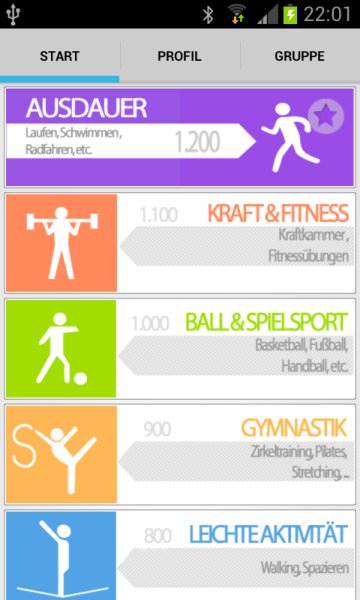 22:01
START
PROFIL
GRUPPE
AUSDAUER
Laufen, Schwimmen,
Radfahren, etc.
1.200
1.100
KRAFT & FITNESS
Kraftkammer,
Fitnessübungen
1.000
BALL & SPIELSPORT
Basketball, Fußball,
Handball, etc.
900
GYMNASTIK
Zirkeltraining, Pilates,
Stretching, ...
800
LEICHTE AKTIVITÄT
Walking, Spazieren